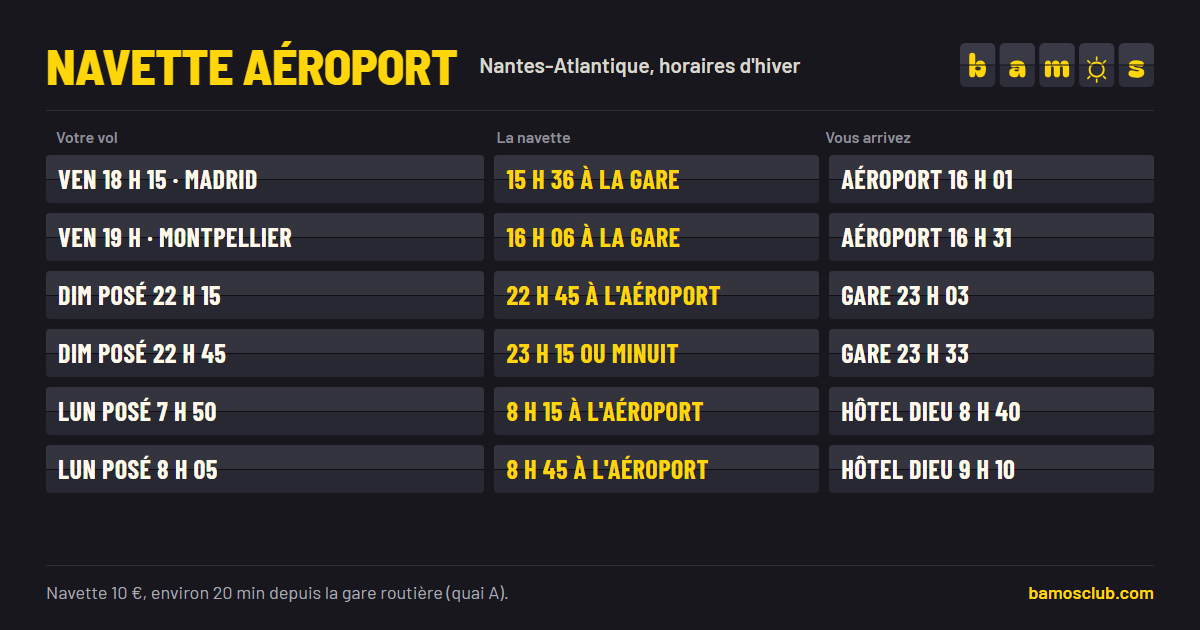 NAVETTE AÉROPORT Nantes-Atlantique, horaires d'hiver bam☼s
Votre vol La navette Vous arrivez
VEN 18 H 15 · MADRID 15 H 36 À LA GARE AÉROPORT 16 H 01
VEN 19 H · MONTPELLIER 16 H 06 À LA GARE AÉROPORT 16 H 31
DIM POSÉ 22 H 15 22 H 45 À L'AÉROPORT GARE 23 H 03
DIM POSÉ 22 H 45 23 H 15 OU MINUIT GARE 23 H 33
LUN POSÉ 7 H 50 8 H 15 À L'AÉROPORT HÔTEL DIEU 8 H 40
LUN POSÉ 8 H 05 8 H 45 À L'AÉROPORT HÔTEL DIEU 9 H 10
Navette 10 €, environ 20 min depuis la gare routière (quai A). bamosclub.com